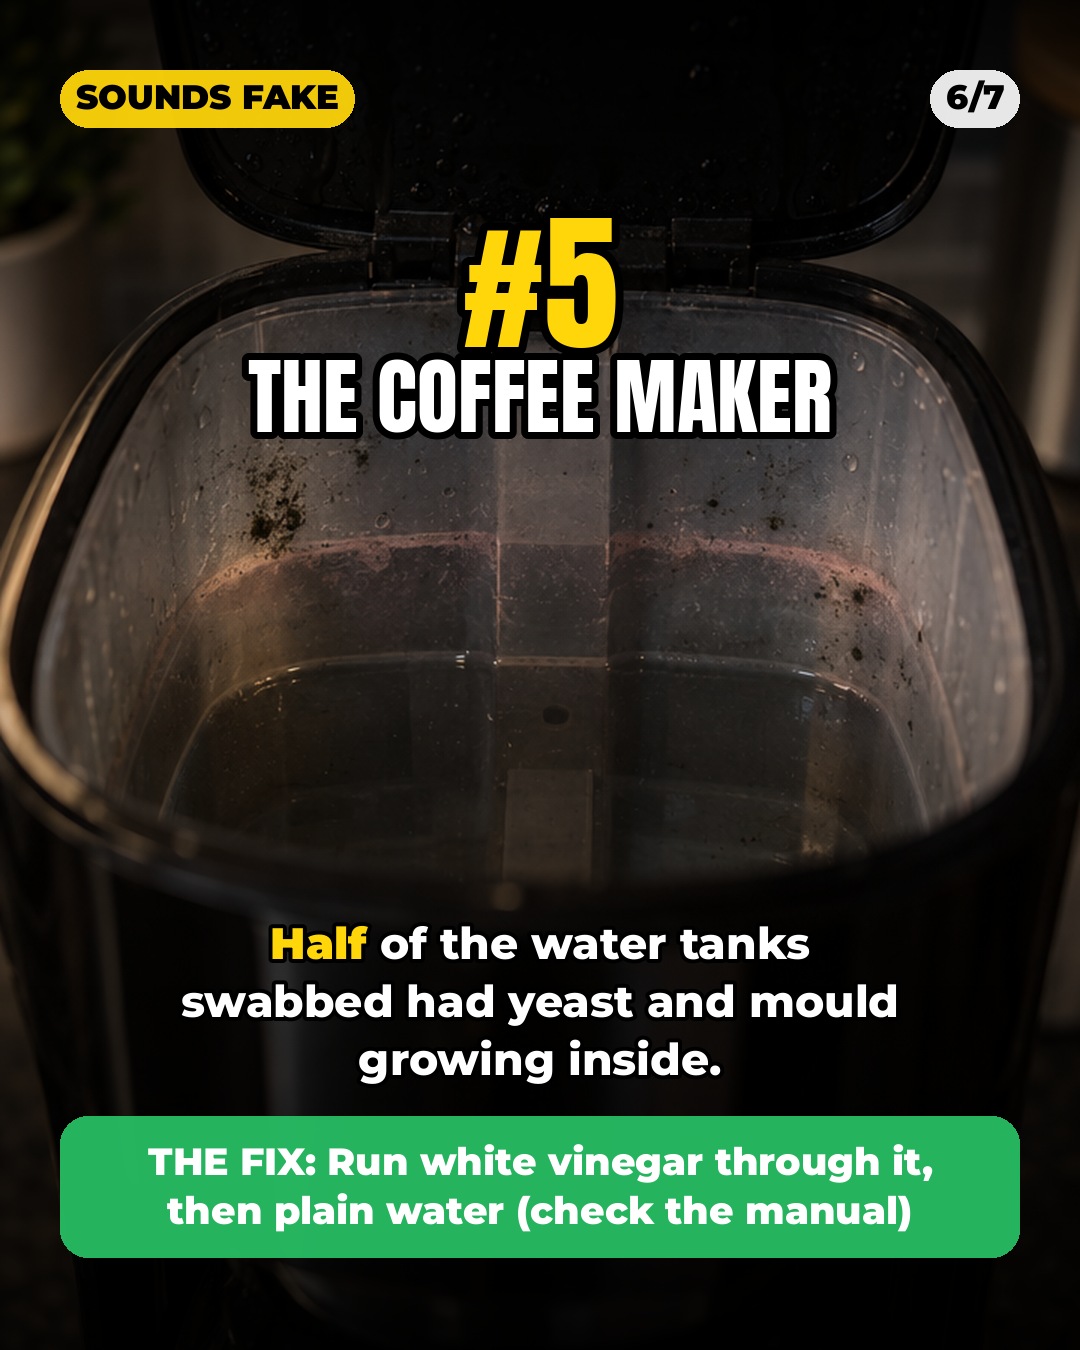 SOUNDS FAKE
6/7
#5
THE COFFEE MAKER
Half of the water tanks
swabbed had yeast and mould
growing inside.
THE FIX: Run white vinegar through it,
then plain water (check the manual)